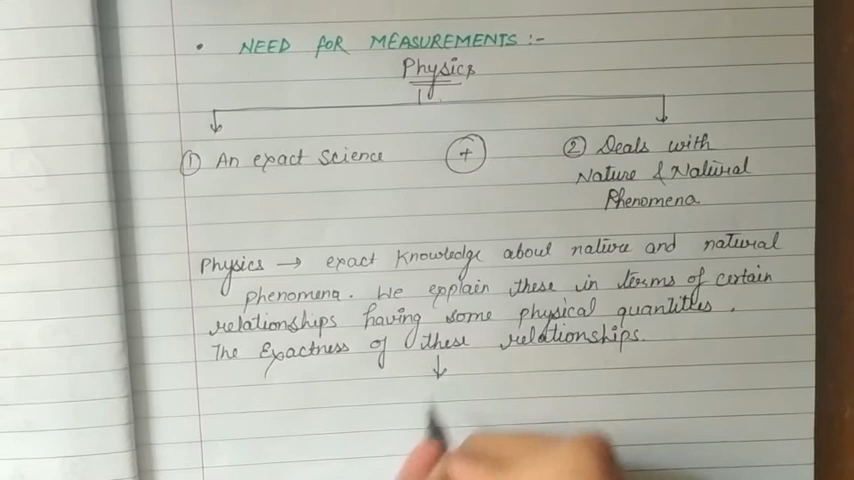 • NEED FOR MEASUREMENTS :-
Physics
① An exact Science + ② Deals with
Nature & Natural
Phenomena
Physics → exact Knowledge about nature and natural
phenomena. We explain these in terms of certain
relationships having some physical quantities.
The Exactness of these relationships.